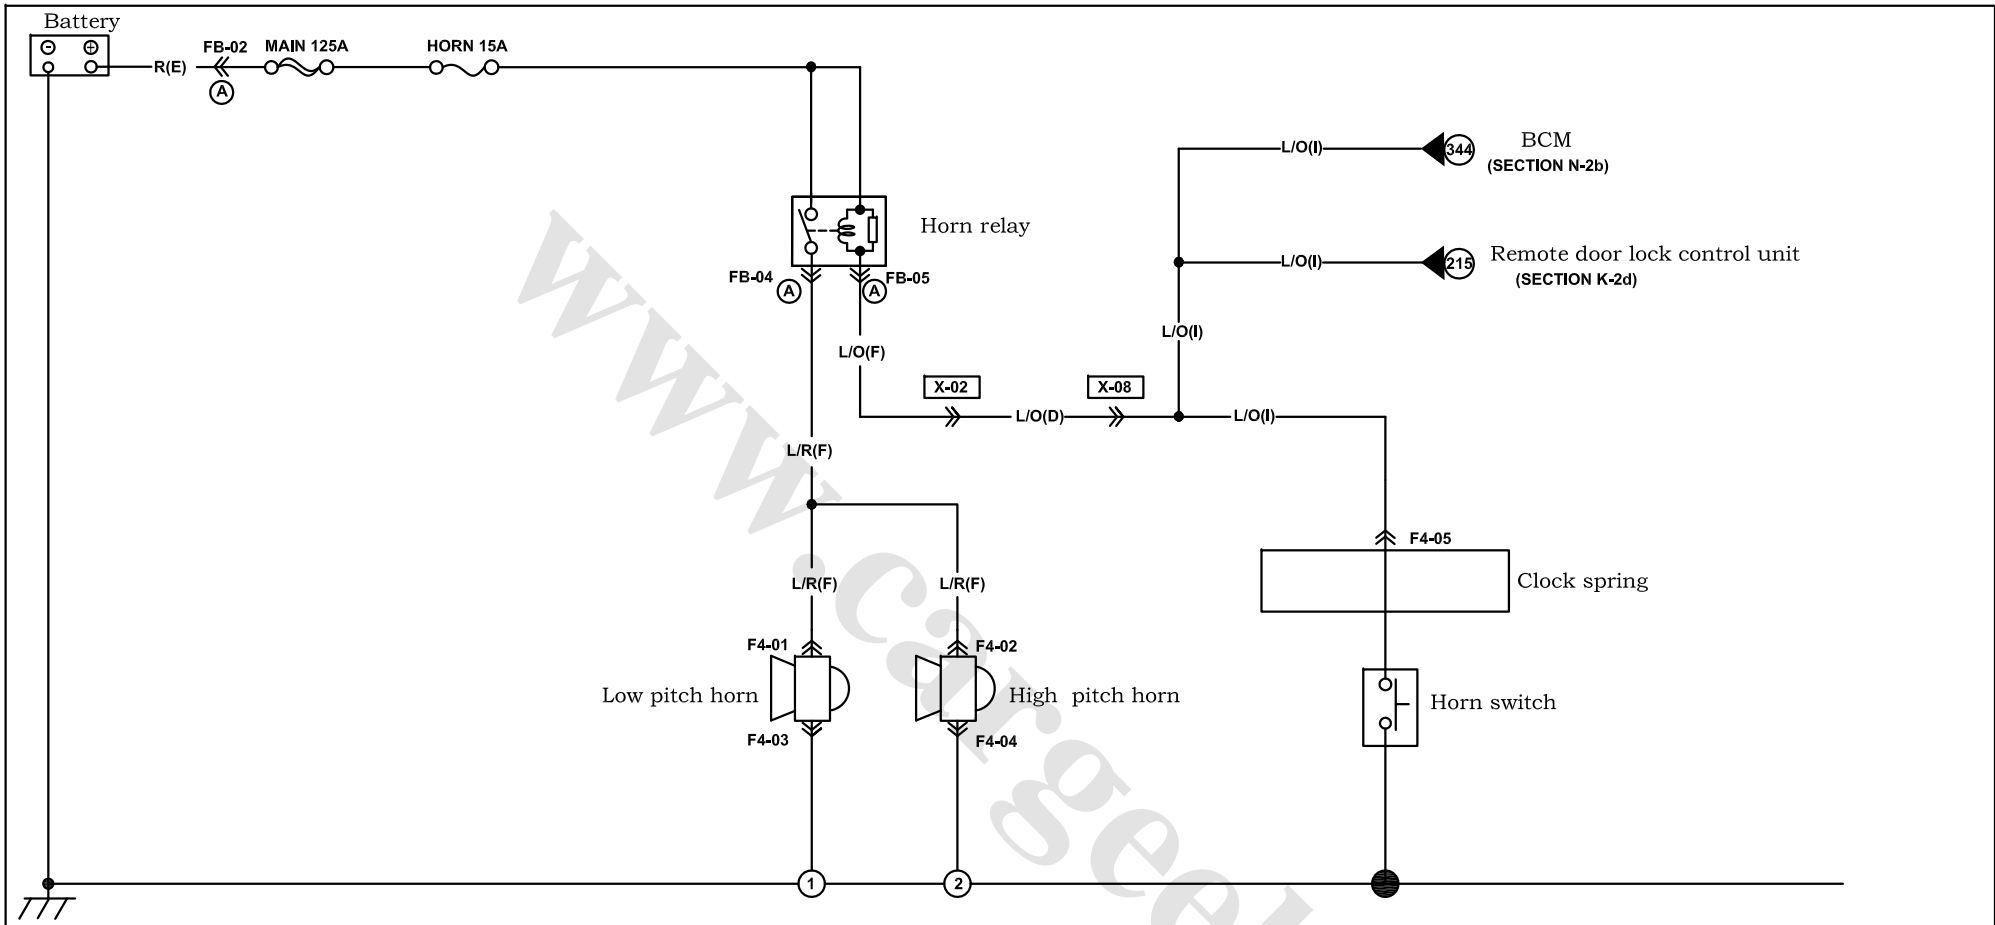 Battery
FB-02 MAIN 125A HORN 15A
R(E)
A
L/O(I) 344 BCM
(SECTION N-2b)
Horn relay
L/O(I) 215 Remote door lock control unit
(SECTION K-2d)
FB-04 FB-05
A A
L/O(I)
L/O(F)
X-02 X-08
L/O(D) L/O(I)
L/R(F)
F4-05
L/R(F) L/R(F) Clock spring
F4-01 F4-02
Low pitch horn High pitch horn Horn switch
F4-03 F4-04
1 2
www.cargeek